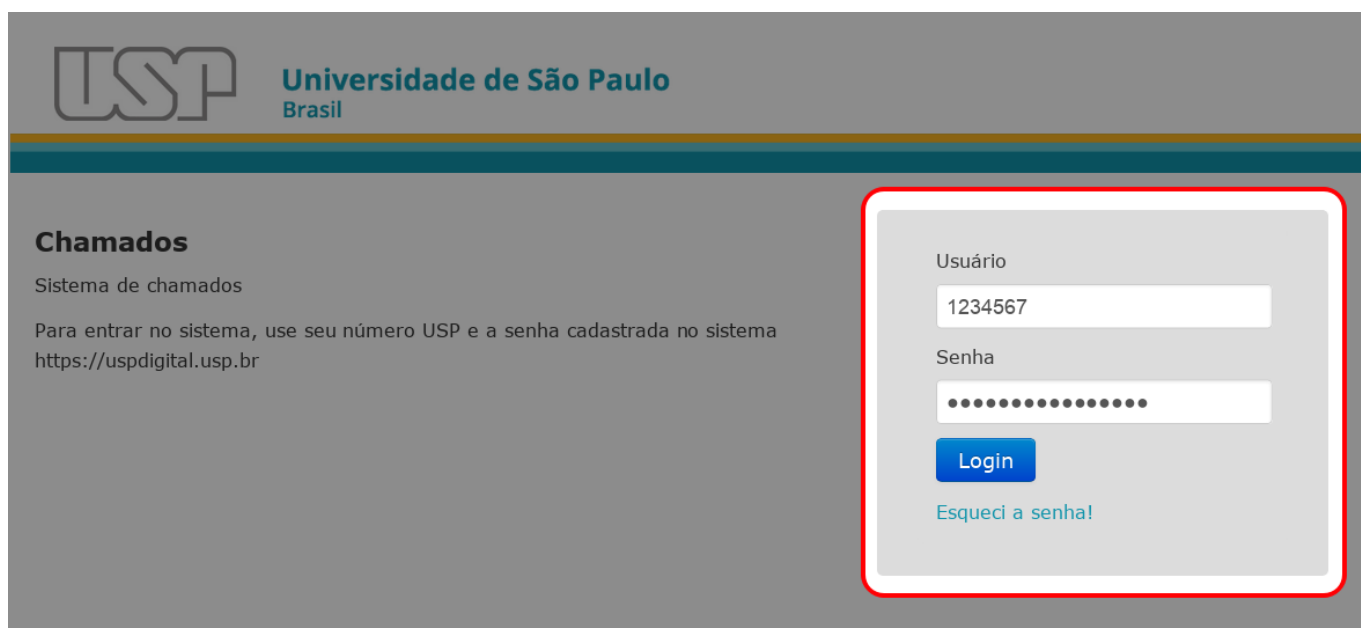 USP
Universidade de São Paulo
Brasil
Chamados
Sistema de chamados
Para entrar no sistema, use seu número USP e a senha cadastrada no sistema
https://uspdigital.usp.br
Usuário
1234567
Senha
••••••••••••••••
Login
Esqueci a senha!